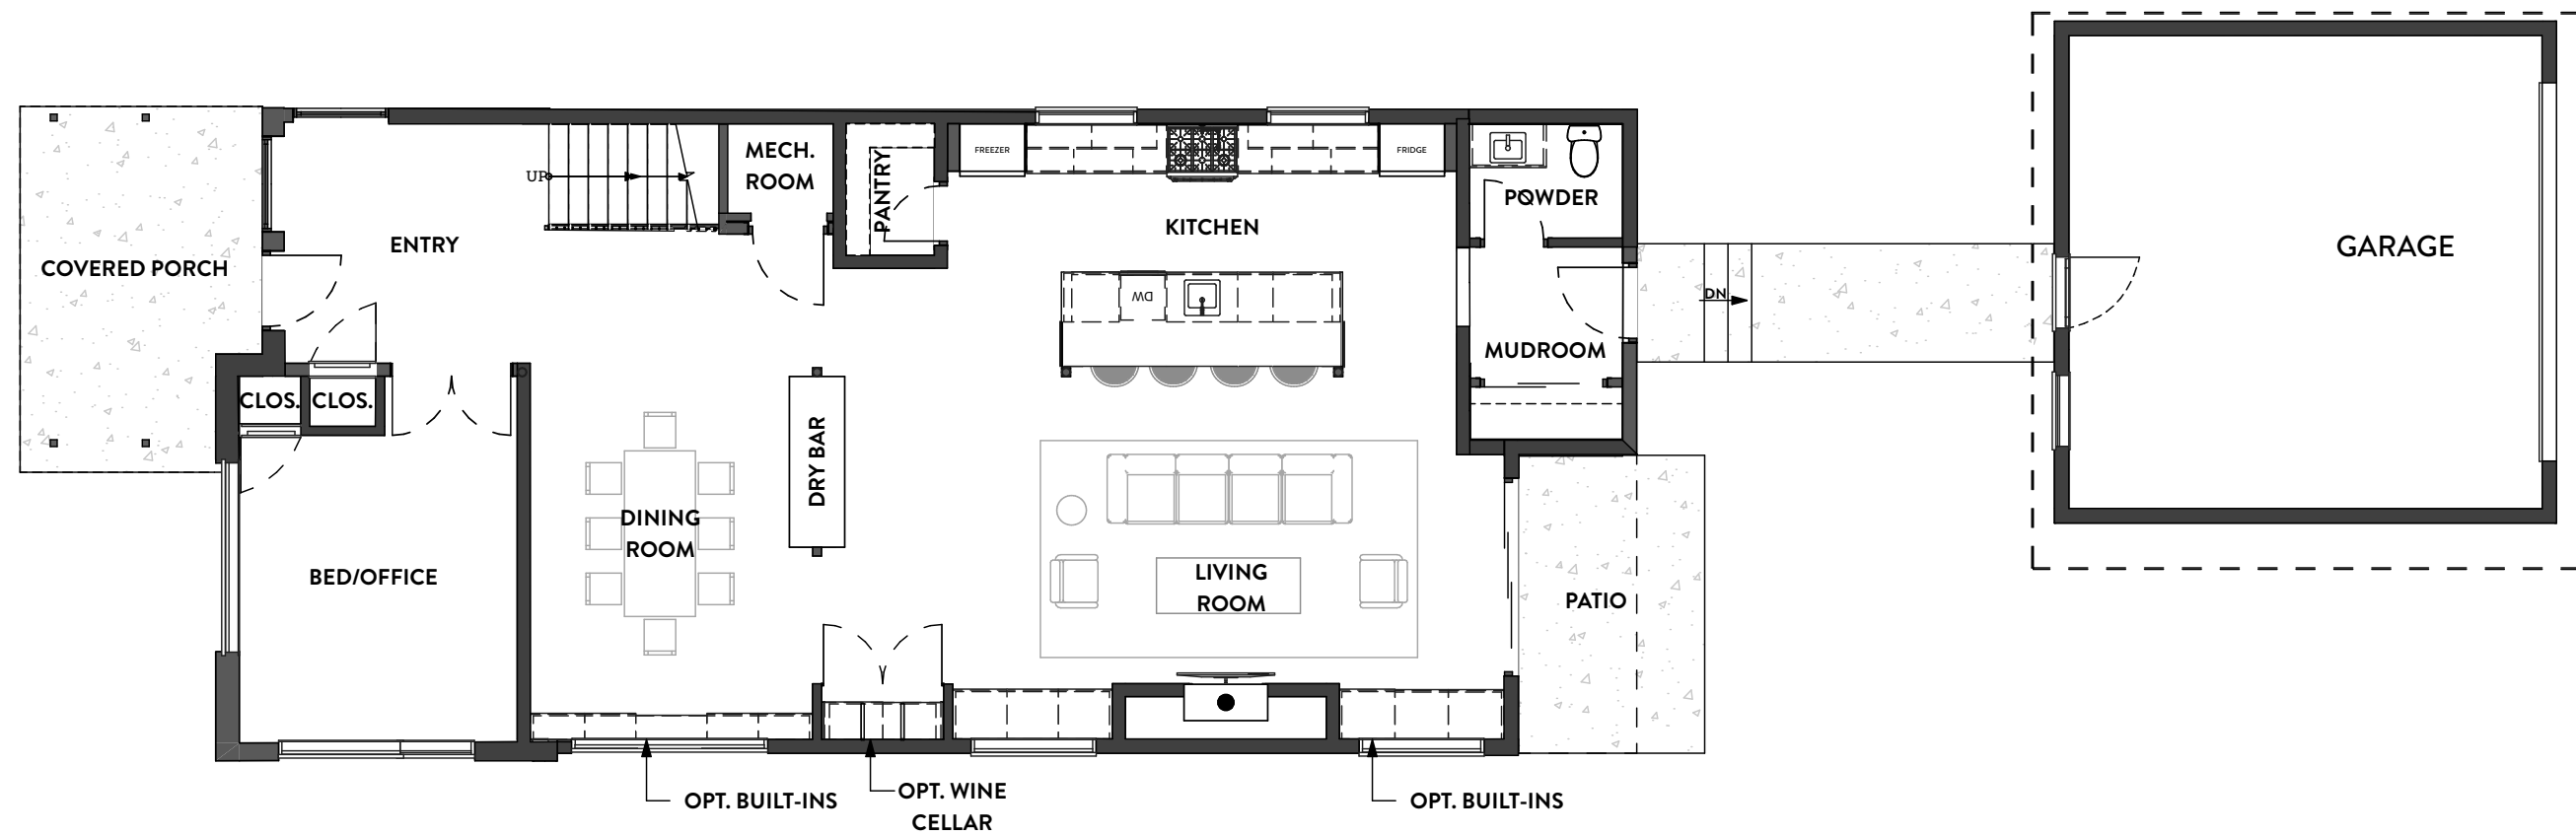 MECH.
ROOM
PANTRY
FREEZER
FRIDGE
UP
POWDER
KITCHEN
ENTRY
GARAGE
COVERED PORCH
DW
DN
MUDROOM
CLOS.
CLOS.
DRY BAR
DINING
ROOM
BED/OFFICE
LIVING
ROOM
PATIO
OPT. BUILT-INS
OPT. WINE
CELLAR
OPT. BUILT-INS